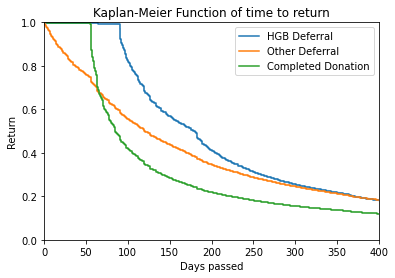 Kaplan-Meier Function of time to return
HGB Deferral
Other Deferral
Completed Donation
1.0
0.8
0.6
0.4
0.2
0.0
Return
0
50
100
150
200
250
300
350
400
Days passed